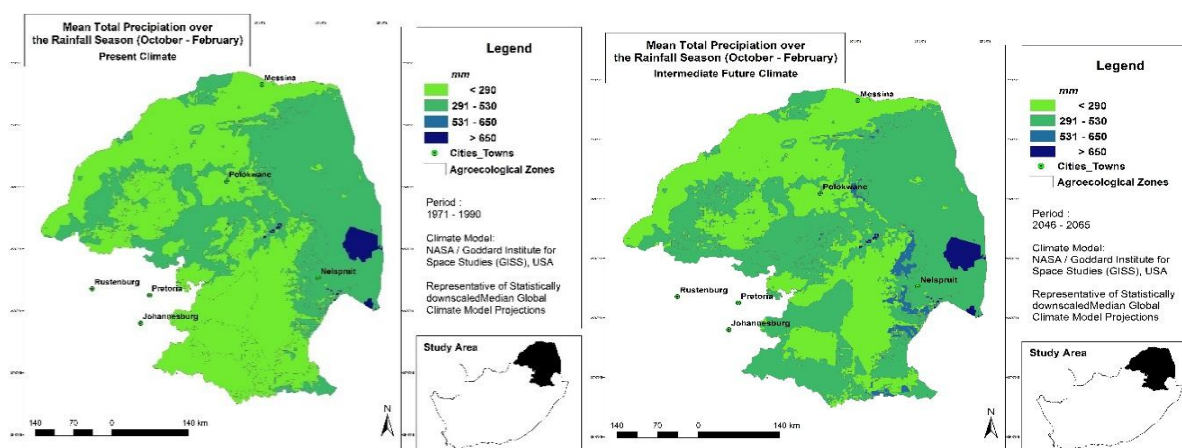 Mean Total Precipiation over
the Rainfall Season (October - February)
Present Climate
Legend
mm
< 290
291 - 530
531 - 650
> 650
Cities_Towns
Agroecological Zones
Period :
1971 - 1990
Climate Model:
NASA / Goddard Institute for
Space Studies (GISS), USA
Representative of Statistically
downscaledMedian Global
Climate Model Projections
Messina
Polokwane
Nelspruit
Rustenburg
Pretoria
Johannesburg
Study Area
140 70 0 140 km
N
Mean Total Precipiation over
the Rainfall Season (October - February)
Intermediate Future Climate
Legend
mm
< 290
291 - 530
531 - 650
> 650
Cities_Towns
Agroecological Zones
Period :
2046 - 2065
Climate Model:
NASA / Goddard Institute for
Space Studies (GISS), USA
Representative of Statistically
downscaledMedian Global
Climate Model Projections
Messina
Polokwane
Nelspruit
Rustenburg
Pretoria
Johannesburg
Study Area
140 70 0 140 km
N